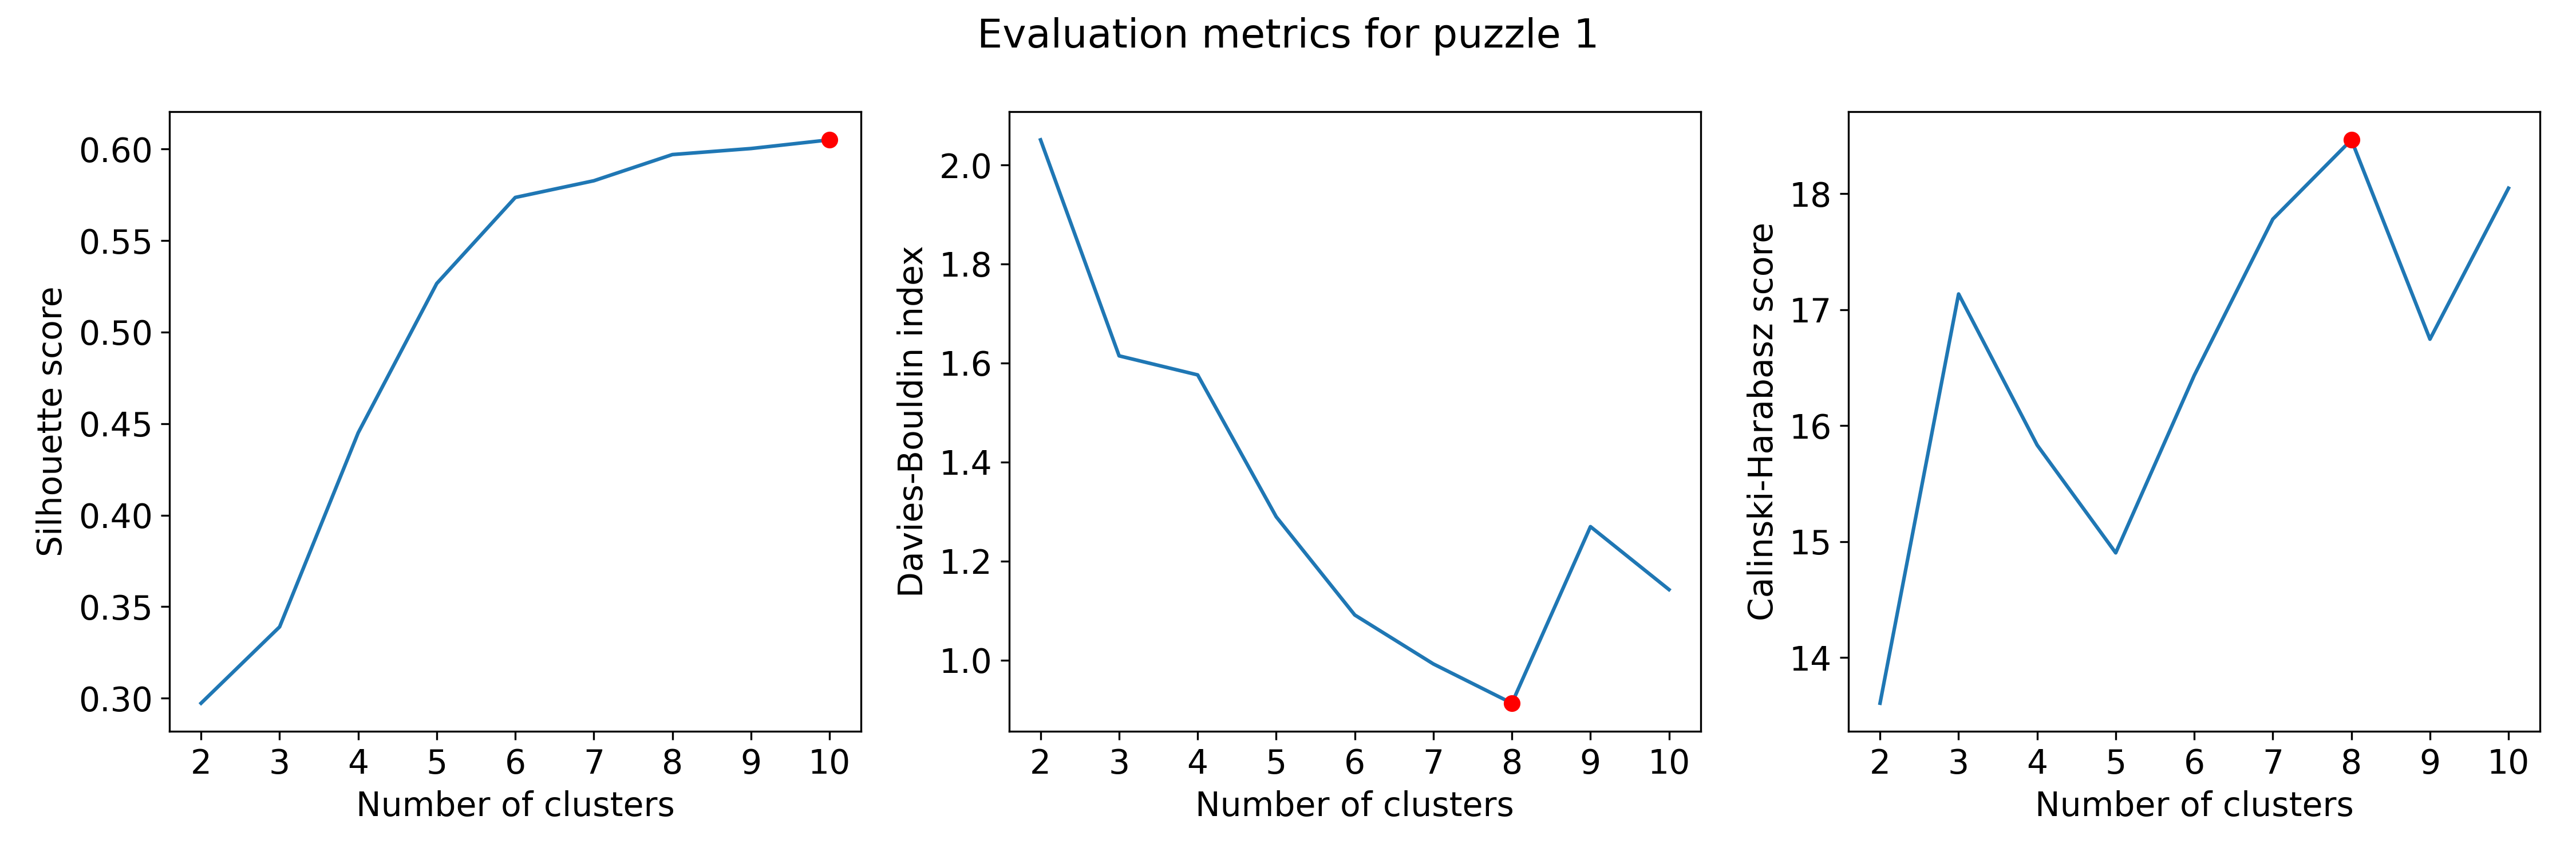 Evaluation metrics for puzzle 1
Silhouette score
0.60
0.55
0.50
0.45
0.40
0.35
0.30
2 3 4 5 6 7 8 9 10
Number of clusters
Davies-Bouldin index
2.0
1.8
1.6
1.4
1.2
1.0
2 3 4 5 6 7 8 9 10
Number of clusters
Calinski-Harabasz score
18
17
16
15
14
2 3 4 5 6 7 8 9 10
Number of clusters